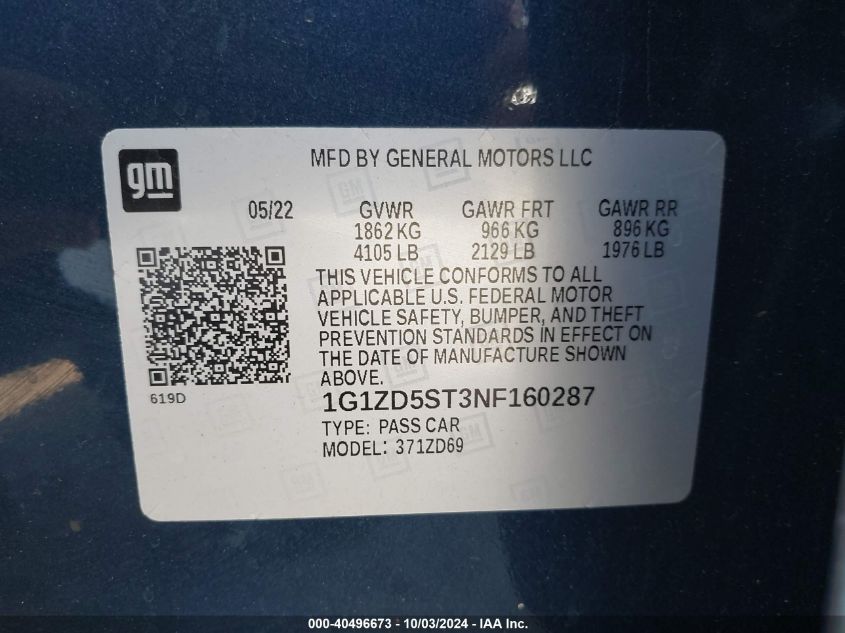 gm
MFD BY GENERAL MOTORS LLC
05/22 GVWR GAWR FRT GAWR RR
1862 KG 966 KG 896 KG
4105 LB 2129 LB 1976 LB
THIS VEHICLE CONFORMS TO ALL
APPLICABLE U.S. FEDERAL MOTOR
VEHICLE SAFETY, BUMPER, AND THEFT
PREVENTION STANDARDS IN EFFECT ON
THE DATE OF MANUFACTURE SHOWN
ABOVE.
619D
1G1ZD5ST3NF160287
TYPE: PASS CAR
MODEL: 371ZD69
000-40496673 - 10/03/2024 - IAA Inc.